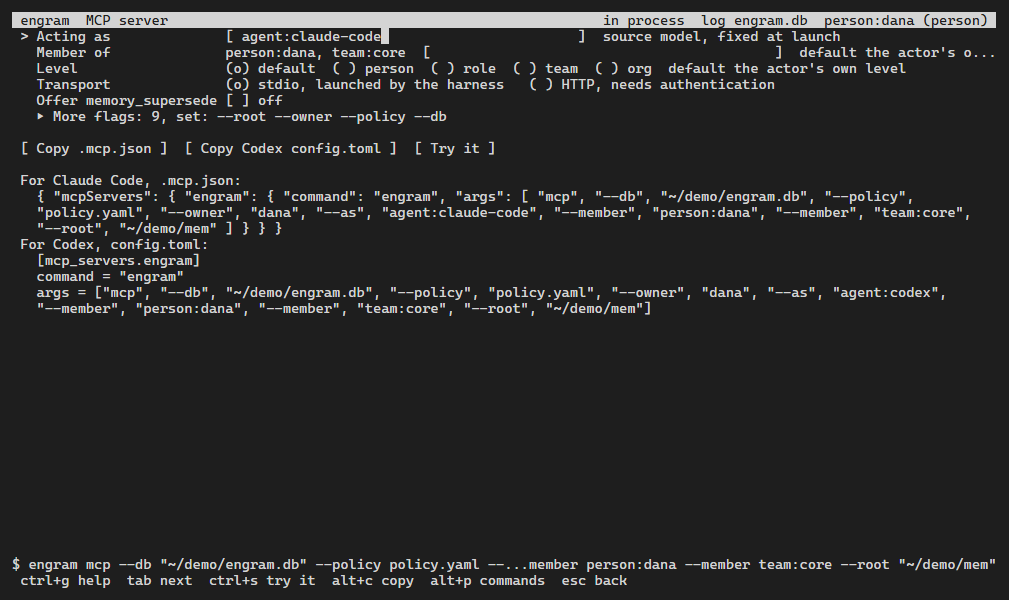 engram  MCP server                                                     in process  log engram.db  person:dana (person)
> Acting as              [ agent:claude-code                        ]  source model, fixed at launch
  Member of              person:dana, team:core  [                                          ]  default the actor's o...
  Level                  (o) default  ( ) person  ( ) role  ( ) team  ( ) org  default the actor's own level
  Transport              (o) stdio, launched by the harness   ( ) HTTP, needs authentication
  Offer memory_supersede [ ] off
  ▸ More flags: 9, set: --root --owner --policy --db
[ Copy .mcp.json ]  [ Copy Codex config.toml ]  [ Try it ]
For Claude Code, .mcp.json:
  { "mcpServers": { "engram": { "command": "engram", "args": [ "mcp", "--db", "~/demo/engram.db", "--policy",
  "policy.yaml", "--owner", "dana", "--as", "agent:claude-code", "--member", "person:dana", "--member", "team:core",
  "--root", "~/demo/mem" ] } } }
For Codex, config.toml:
  [mcp_servers.engram]
  command = "engram"
  args = ["mcp", "--db", "~/demo/engram.db", "--policy", "policy.yaml", "--owner", "dana", "--as", "agent:codex",
  "--member", "person:dana", "--member", "team:core", "--root", "~/demo/mem"]
$ engram mcp --db "~/demo/engram.db" --policy policy.yaml --...member person:dana --member team:core --root "~/demo/mem"
ctrl+g help  tab next  ctrl+s try it  alt+c copy  alt+p commands  esc back